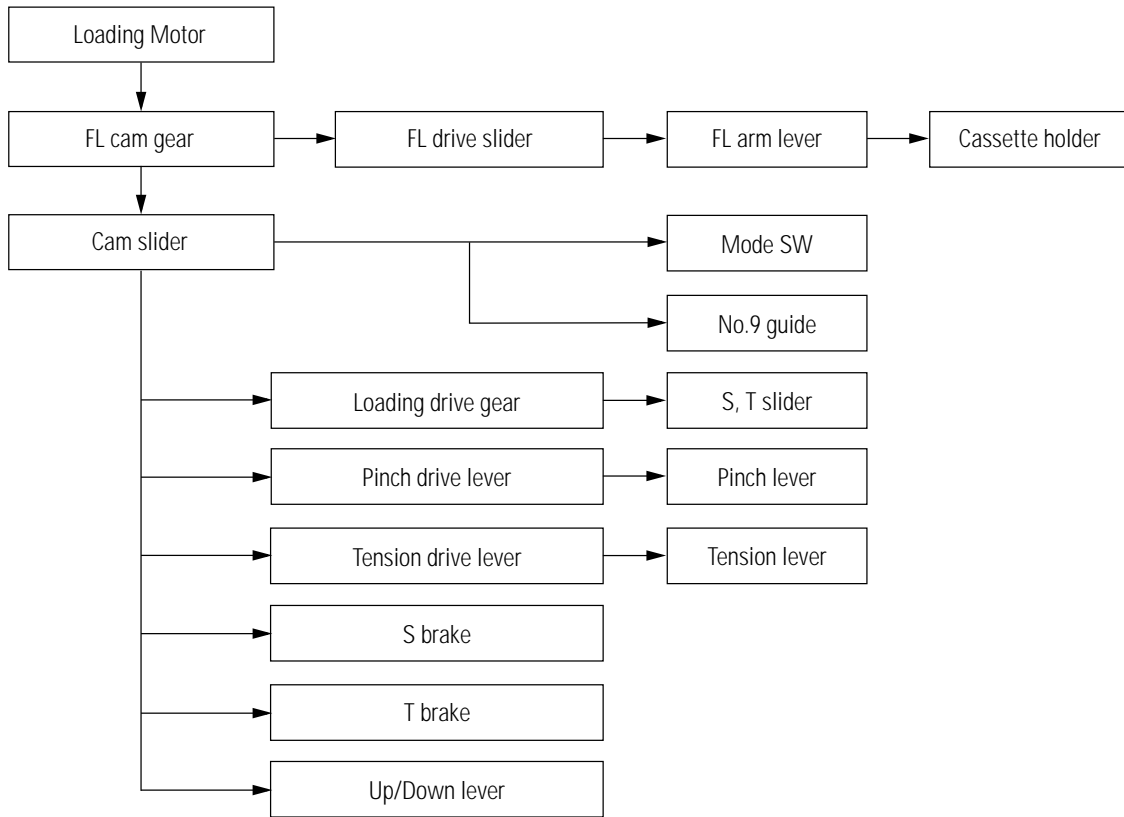 Loading Motor
FL cam gear
FL drive slider
FL arm lever
Cassette holder
Cam slider
Mode SW
No.9 guide
Loading drive gear
S, T slider
Pinch drive lever
Pinch lever
Tension drive lever
Tension lever
S brake
T brake
Up/Down lever